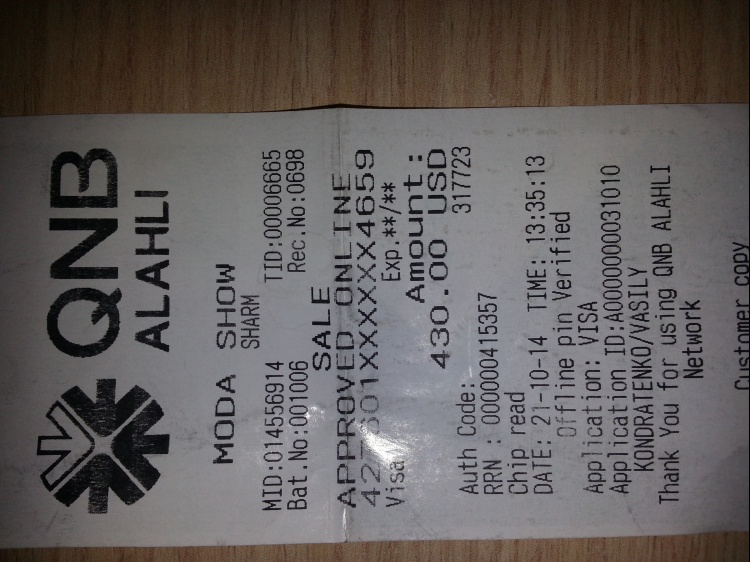 QNB
ALAHLI
MODA SHOW
SHARM
MID:014556914 TID:00006665
Bat.No:001006 Rec.No:0698
SALE
APPROVED ONLINE
XXXXXX4659
Visa Exp.**/**
Amount:
430.00 USD
Auth Code: 317723
RRN : 000000415357
Chip read
DATE: 21-10-14 TIME: 13:35:13
Offline pin Verified
Application: VISA
Application ID:A0000000031010
KONDRATENKO/VASILY
Thank You for using QNB ALAHLI
Network
Customer copy